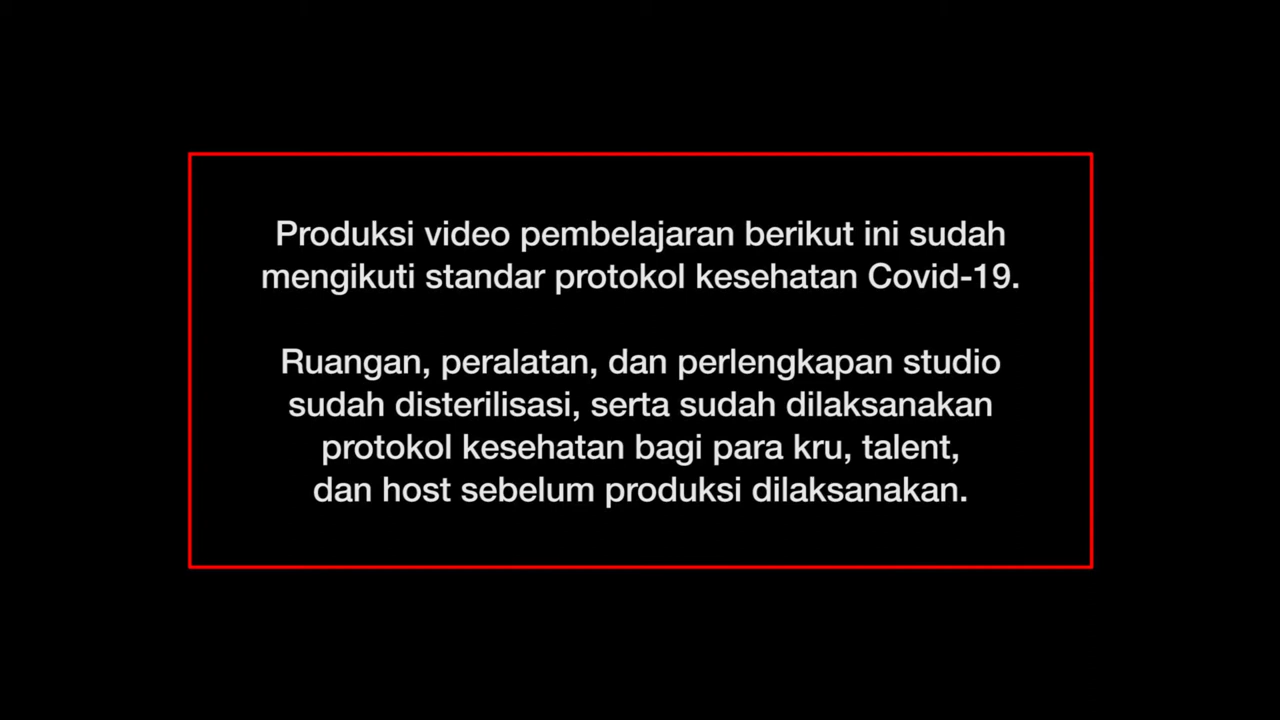 Produksi video pembelajaran berikut ini sudah
mengikuti standar protokol kesehatan Covid-19.
Ruangan, peralatan, dan perlengkapan studio
sudah disterilisasi, serta sudah dilaksanakan
protokol kesehatan bagi para kru, talent,
dan host sebelum produksi dilaksanakan.